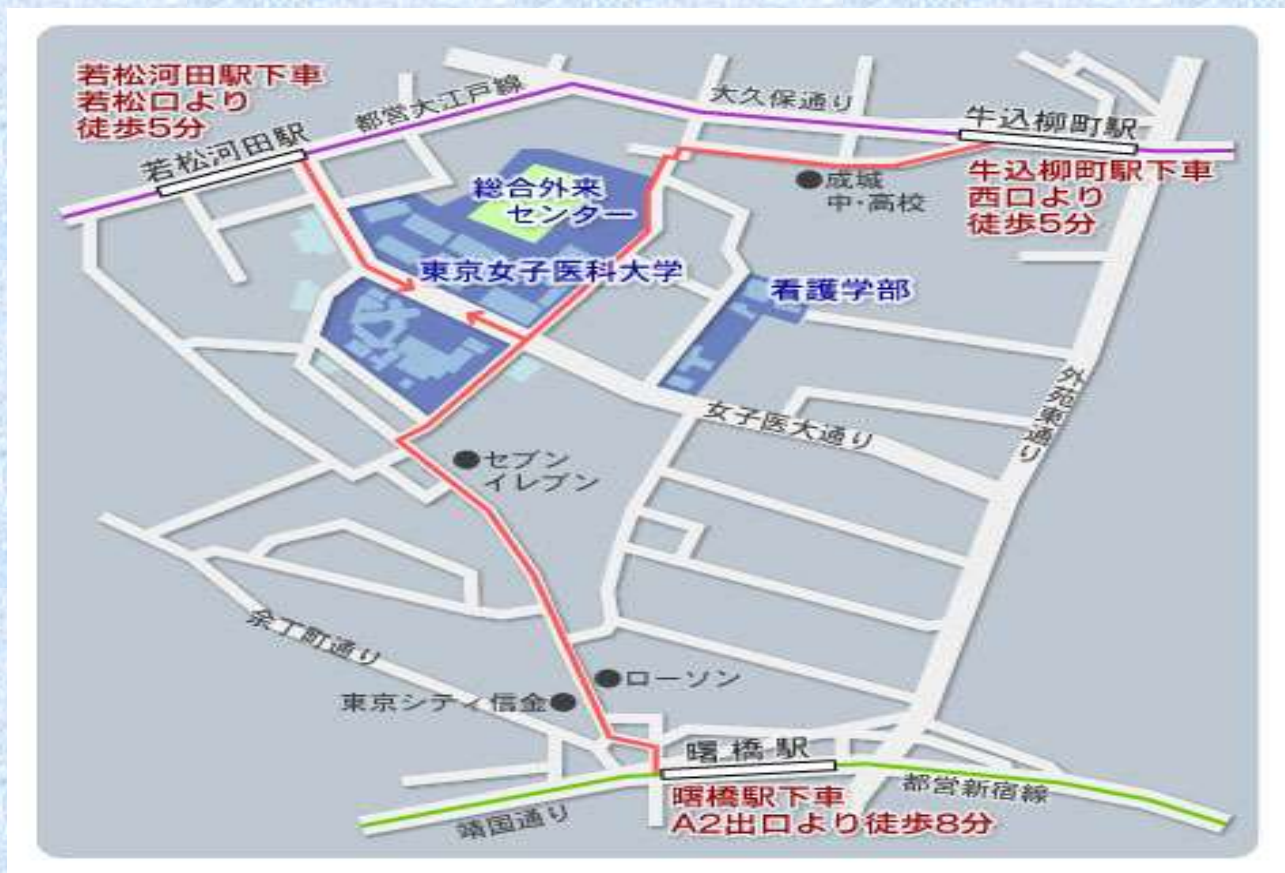 若松河田駅下車
若松口より
徒歩5分
都営大江戸線
大久保通り
牛込柳町駅
若松河田駅
牛込柳町駅下車
西口より
徒歩5分
成城
中・高校
総合外来
センター
東京女子医科大学
看護学部
外苑東通り
女子医大通り
セブン
イレブン
余丁町通り
ローソン
東京シティ信金
曙橋駅
都営新宿線
曙橋駅下車
A2出口より徒歩8分
靖国通り